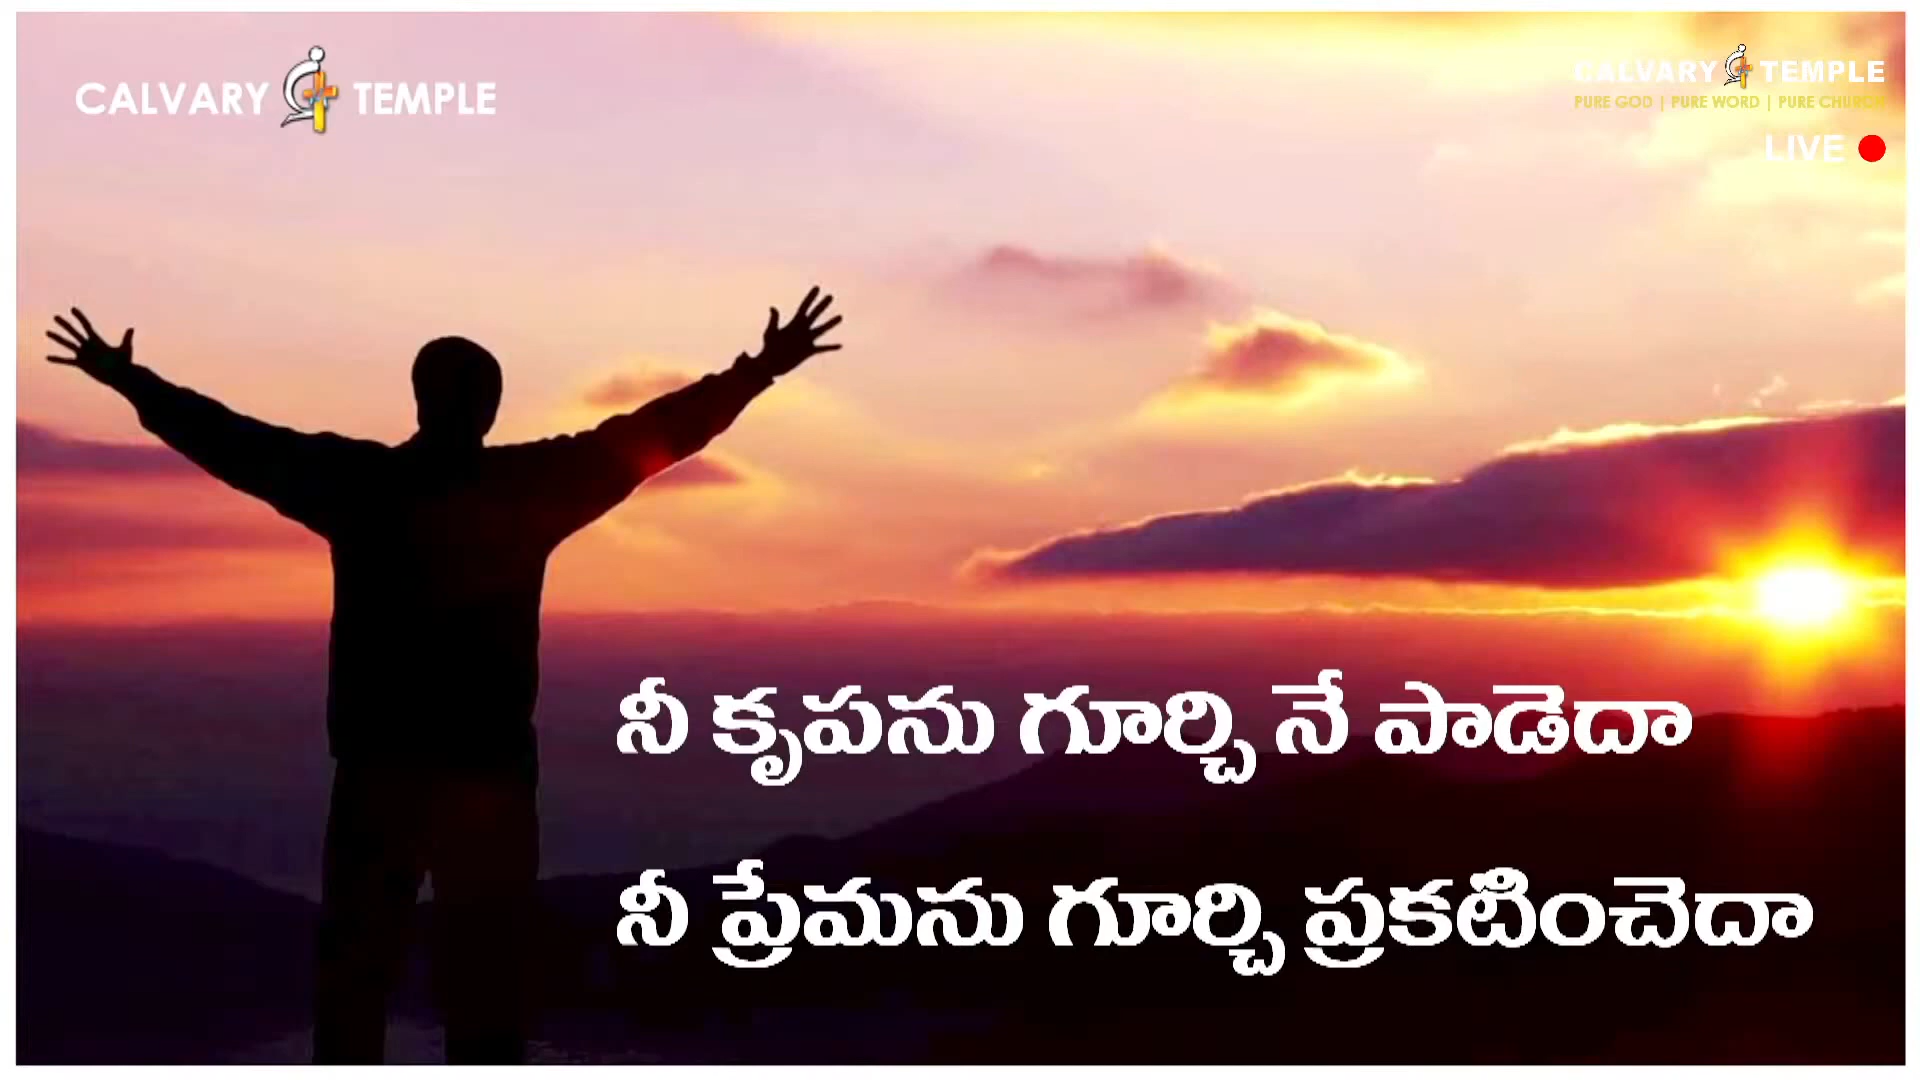 CALVARY TEMPLE
CALVARY TEMPLE
PURE GOD | PURE WORD | PURE CHURCH
LIVE
నీ కృపను గూర్చి నే పాడెదా
నీ ప్రేమను గూర్చి ప్రకటించెదా